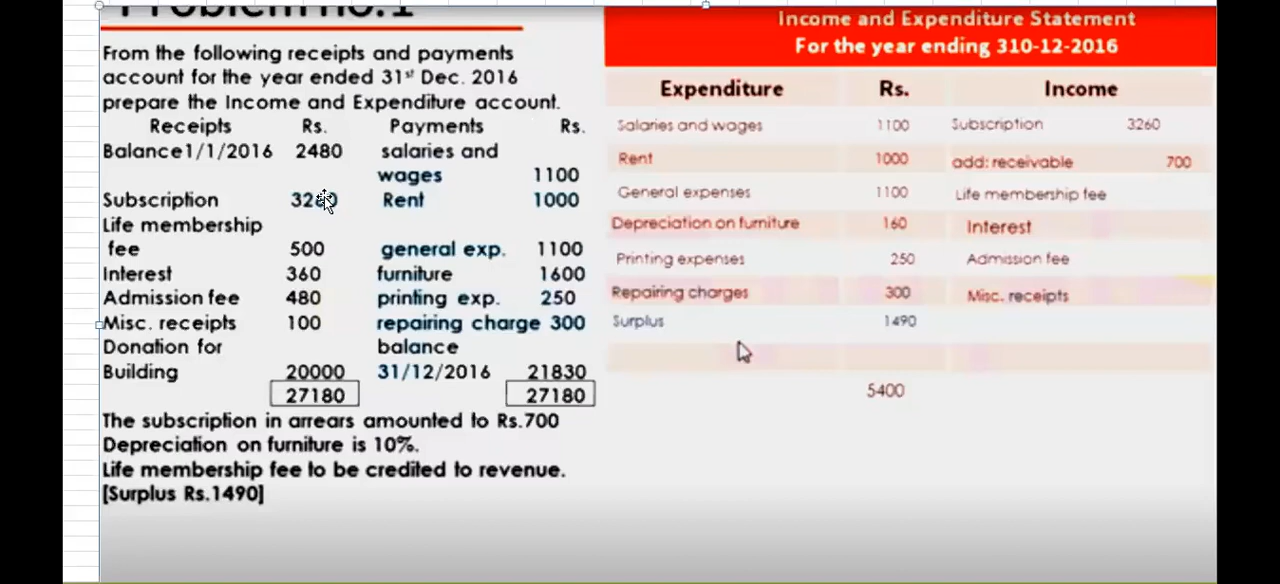 Problem no.1
From the following receipts and payments
account for the year ended 31st Dec. 2016
prepare the Income and Expenditure account.
Receipts Rs. Payments Rs.
Balance1/1/2016 2480 salaries and
wages 1100
Subscription 3260 Rent 1000
Life membership
fee 500 general exp. 1100
Interest 360 furniture 1600
Admission fee 480 printing exp. 250
Misc. receipts 100 repairing charge 300
Donation for balance
Building 20000 31/12/2016 21830
27180 27180
The subscription in arrears amounted to Rs.700
Depreciation on furniture is 10%.
Life membership fee to be credited to revenue.
[Surplus Rs.1490]
Income and Expenditure Statement
For the year ending 310-12-2016
Expenditure Rs. Income
Salaries and wages 1100 Subscription 3260
Rent 1000 add: receivable 700
General expenses 1100 Life membership fee
Depreciation on furniture 160 Interest
Printing expenses 250 Admission fee
Repairing charges 300 Misc. receipts
Surplus 1490
5400